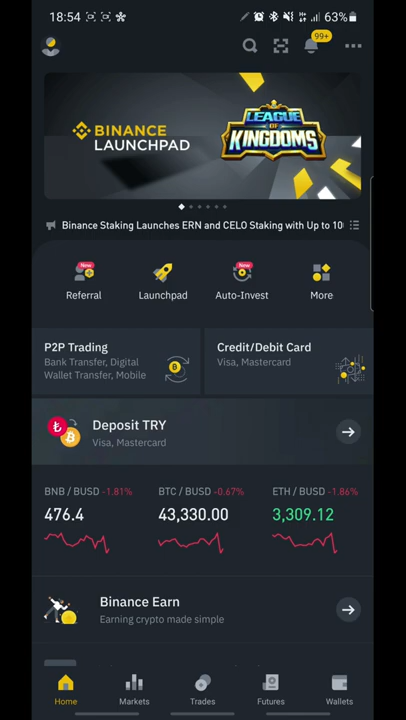 18:54
63%
99+
BINANCE
LAUNCHPAD
LEAGUE
OF
KINGDOMS
Binance Staking Launches ERN and CELO Staking with Up to
New New
Referral Launchpad Auto-Invest More
P2P Trading
Bank Transfer, Digital
Wallet Transfer, Mobile
Credit/Debit Card
Visa, Mastercard
Deposit TRY
Visa, Mastercard
BNB / BUSD -1.81% BTC / BUSD -0.67% ETH / BUSD -1.86%
476.4 43,330.00 3,309.12
Binance Earn
Earning crypto made simple
Home Markets Trades Futures Wallets